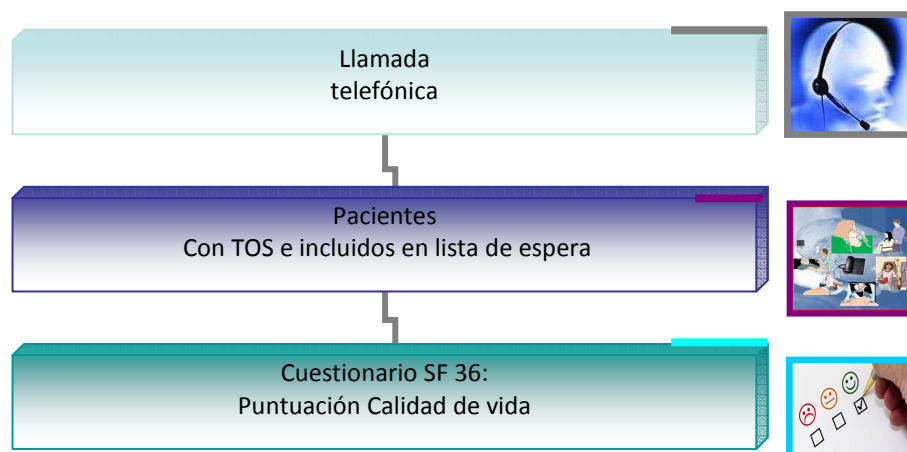 Llamada
telefónica
Pacientes
Con TOS e incluidos en lista de espera
Cuestionario SF 36:
Puntuación Calidad de vida